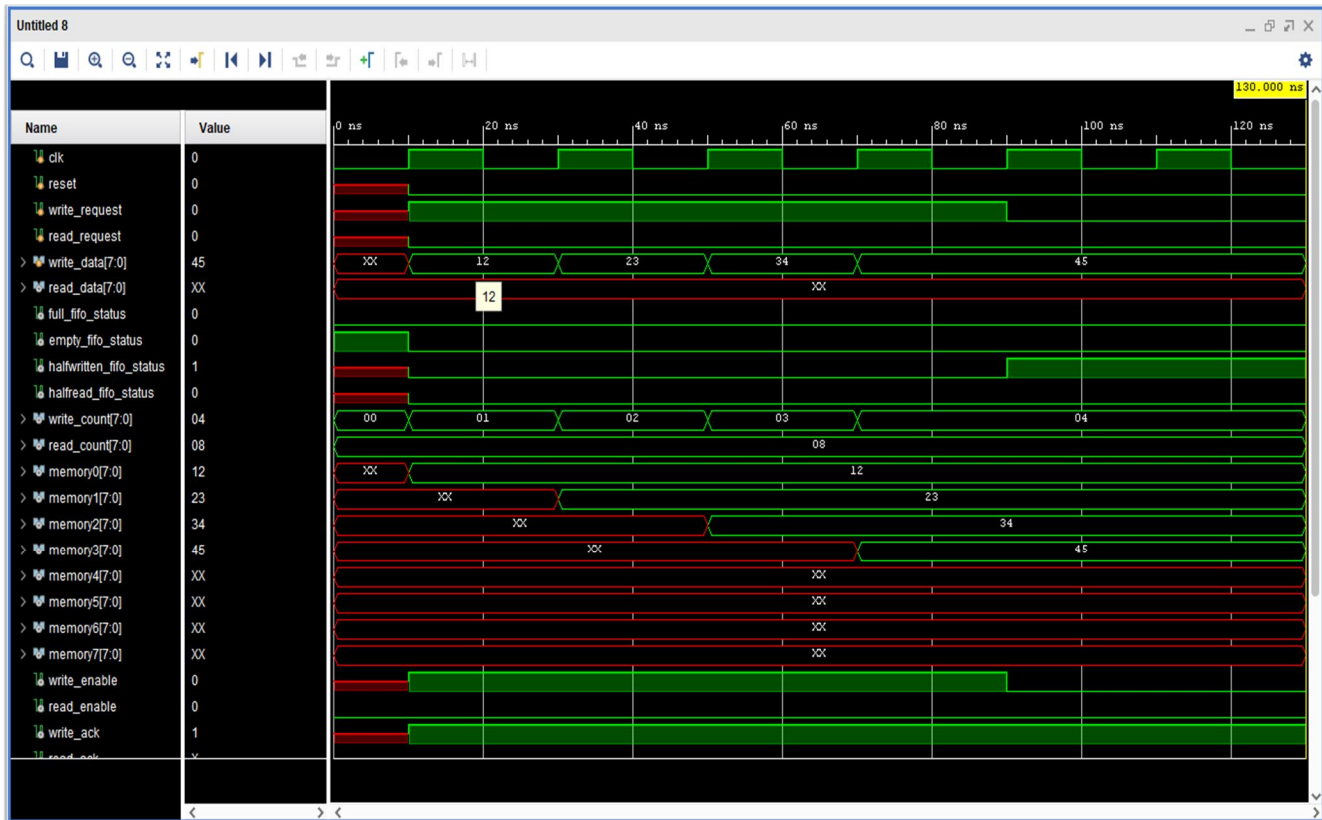 Untitled 8
130.000 ns
Name Value 0 ns 20 ns 40 ns 60 ns 80 ns 100 ns 120 ns
clk 0
reset 0
write_request 0
read_request 0
write_data[7:0] 45 XX 12 23 34 45
read_data[7:0] XX XX
12
full_fifo_status 0
empty_fifo_status 0
halfwritten_fifo_status 1
halfread_fifo_status 0
write_count[7:0] 04 00 01 02 03 04
read_count[7:0] 08 08
memory0[7:0] 12 XX 12
memory1[7:0] 23 XX 23
memory2[7:0] 34 XX 34
memory3[7:0] 45 XX 45
memory4[7:0] XX XX
memory5[7:0] XX XX
memory6[7:0] XX XX
memory7[7:0] XX XX
write_enable 0
read_enable 0
write_ack 1